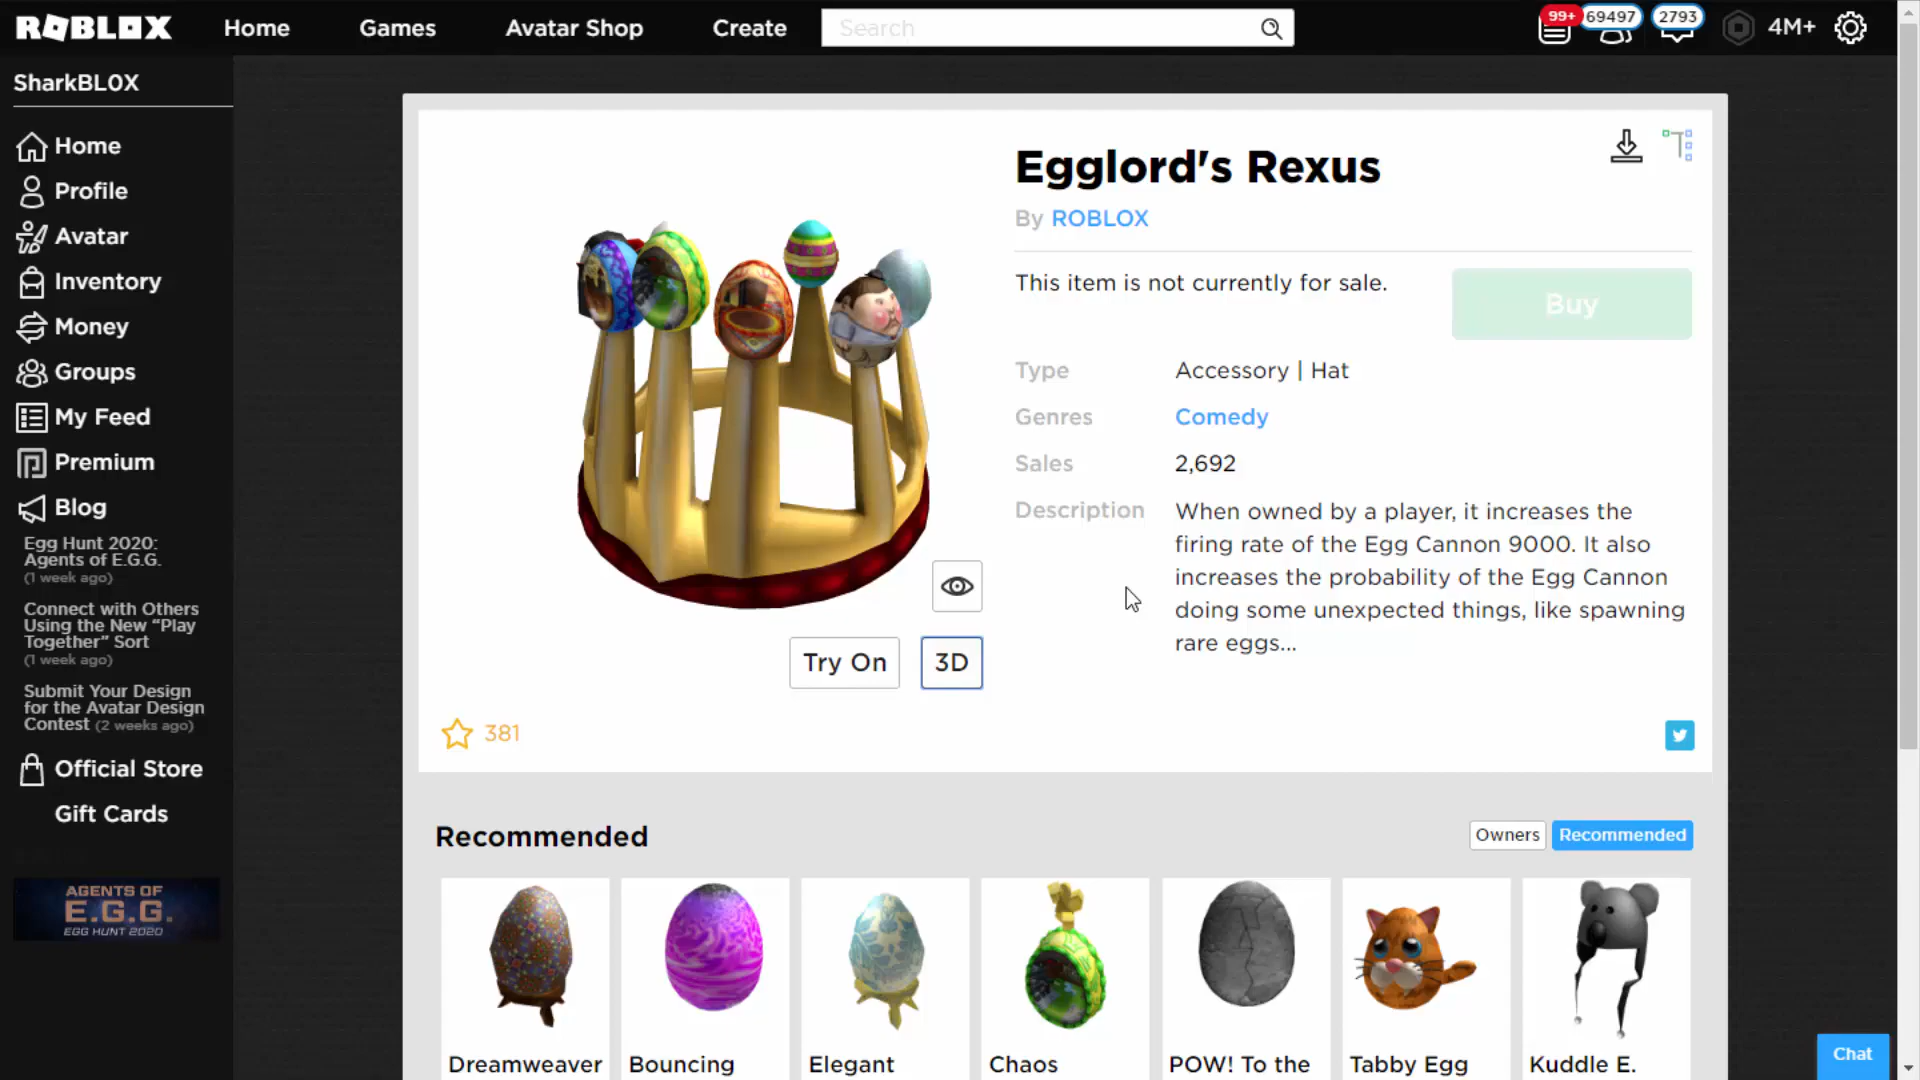 ROBLOX
Home
Games
Avatar Shop
Create
Search
99+
69497
2793
4M+
SharkBL0X
Home
Profile
Avatar
Inventory
Money
Groups
My Feed
Premium
Blog
Egg Hunt 2020:
Agents of E.G.G.
(1 week ago)
Connect with Others
Using the New “Play
Together” Sort
(1 week ago)
Submit Your Design
for the Avatar Design
Contest (2 weeks ago)
Official Store
Gift Cards
AGENTS OF
E.G.G.
EGG HUNT 2020
Egglord's Rexus
By ROBLOX
This item is not currently for sale.
Buy
Type Accessory | Hat
Genres Comedy
Sales 2,692
Description When owned by a player, it increases the
firing rate of the Egg Cannon 9000. It also
increases the probability of the Egg Cannon
doing some unexpected things, like spawning
rare eggs...
Try On
3D
381
Recommended
Owners
Recommended
Dreamweaver
Bouncing
Elegant
Chaos
POW! To the
Tabby Egg
Kuddle E.
Chat